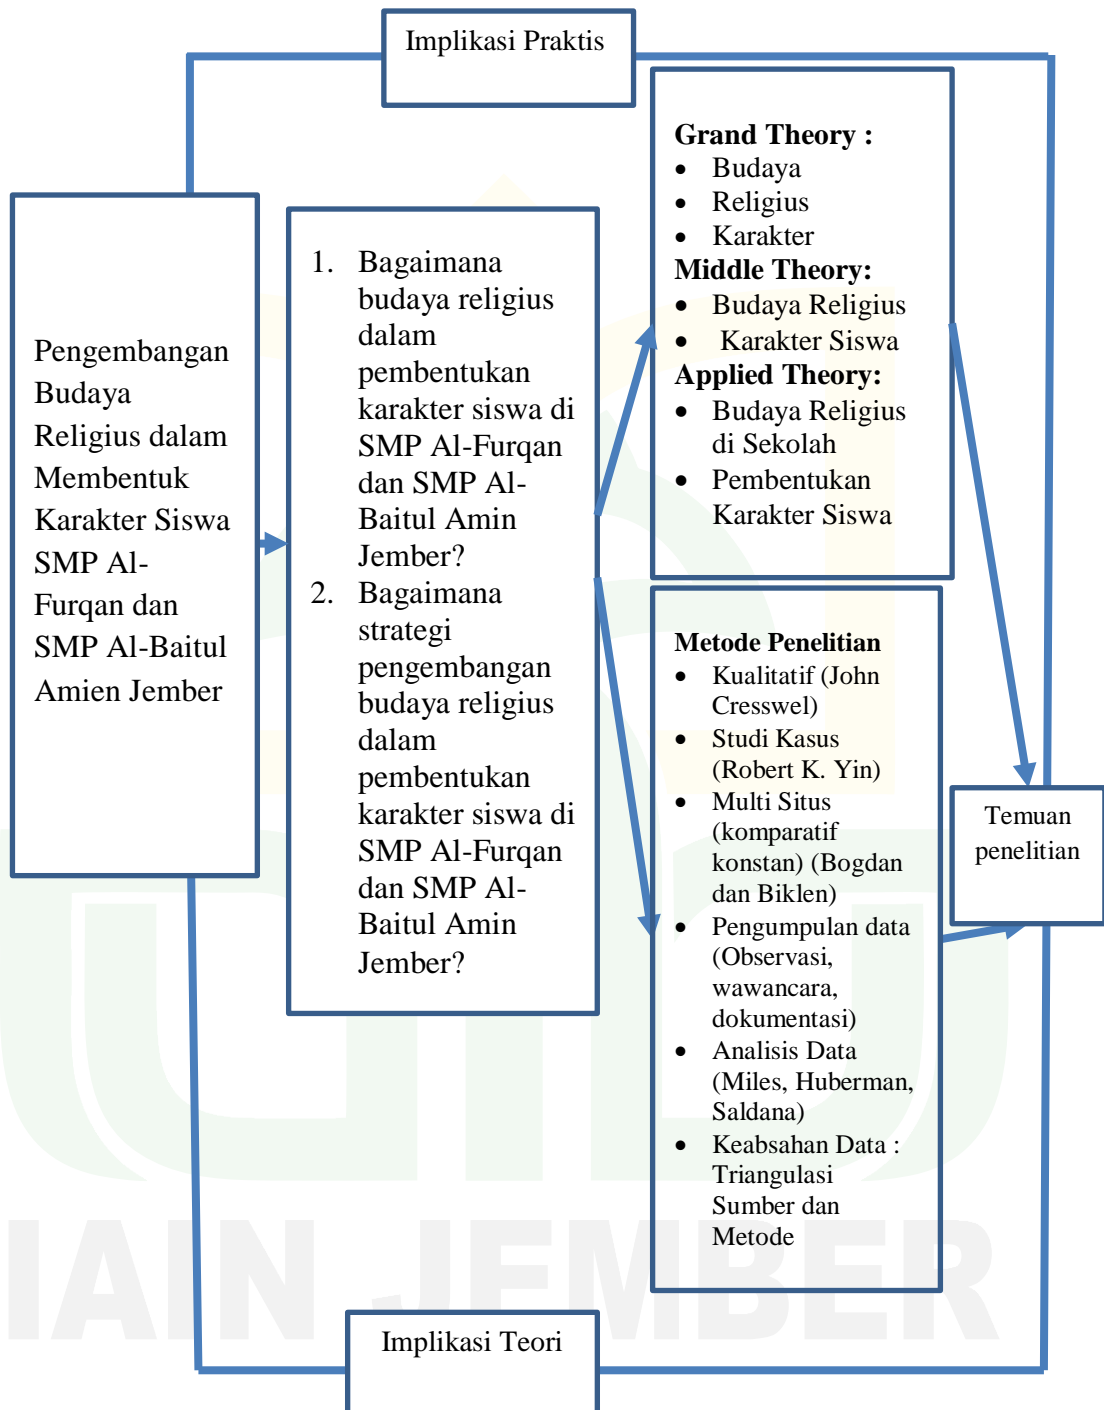 Implikasi Praktis
Pengembangan
Budaya
Religius dalam
Membentuk
Karakter Siswa
SMP Al-
Furqan dan
SMP Al-Baitul
Amien Jember
1. Bagaimana
budaya religius
dalam
pembentukan
karakter siswa di
SMP Al-Furqan
dan SMP Al-
Baitul Amin
Jember?
2. Bagaimana
strategi
pengembangan
budaya religius
dalam
pembentukan
karakter siswa di
SMP Al-Furqan
dan SMP Al-
Baitul Amin
Jember?
Grand Theory :
• Budaya
• Religius
• Karakter
Middle Theory:
• Budaya Religius
• Karakter Siswa
Applied Theory:
• Budaya Religius
di Sekolah
• Pembentukan
Karakter Siswa
Metode Penelitian
• Kualitatif (John
Cresswel)
• Studi Kasus
(Robert K. Yin)
• Multi Situs
(komparatif
konstan) (Bogdan
dan Biklen)
• Pengumpulan data
(Observasi,
wawancara,
dokumentasi)
• Analisis Data
(Miles, Huberman,
Saldana)
• Keabsahan Data :
Triangulasi
Sumber dan
Metode
Temuan
penelitian
Implikasi Teori
IAIN JEMBER